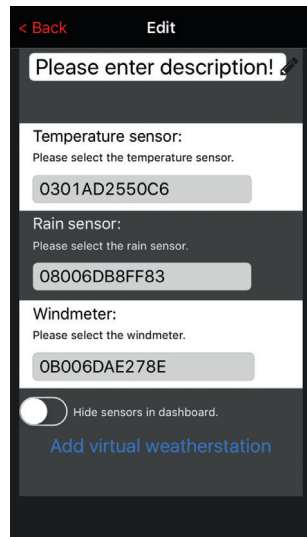 < Back Edit
Please enter description!
Temperature sensor:
Please select the temperature sensor.
0301AD2550C6
Rain sensor:
Please select the rain sensor.
08006DB8FF83
Windmeter:
Please select the windmeter.
0B006DAE278E
Hide sensors in dashboard.
Add virtual weatherstation